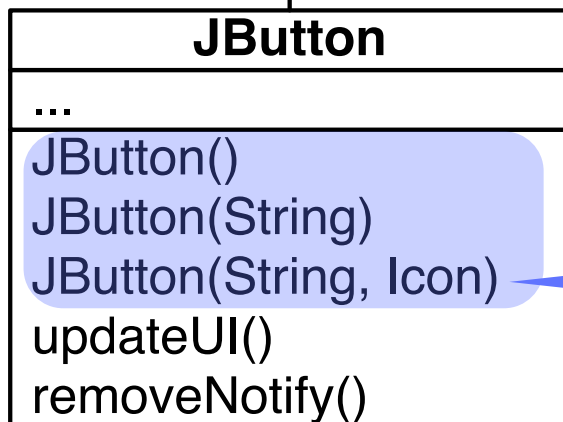 JButton
...
JButton()
JButton(String)
JButton(String, Icon)
updateUI()
removeNotify()